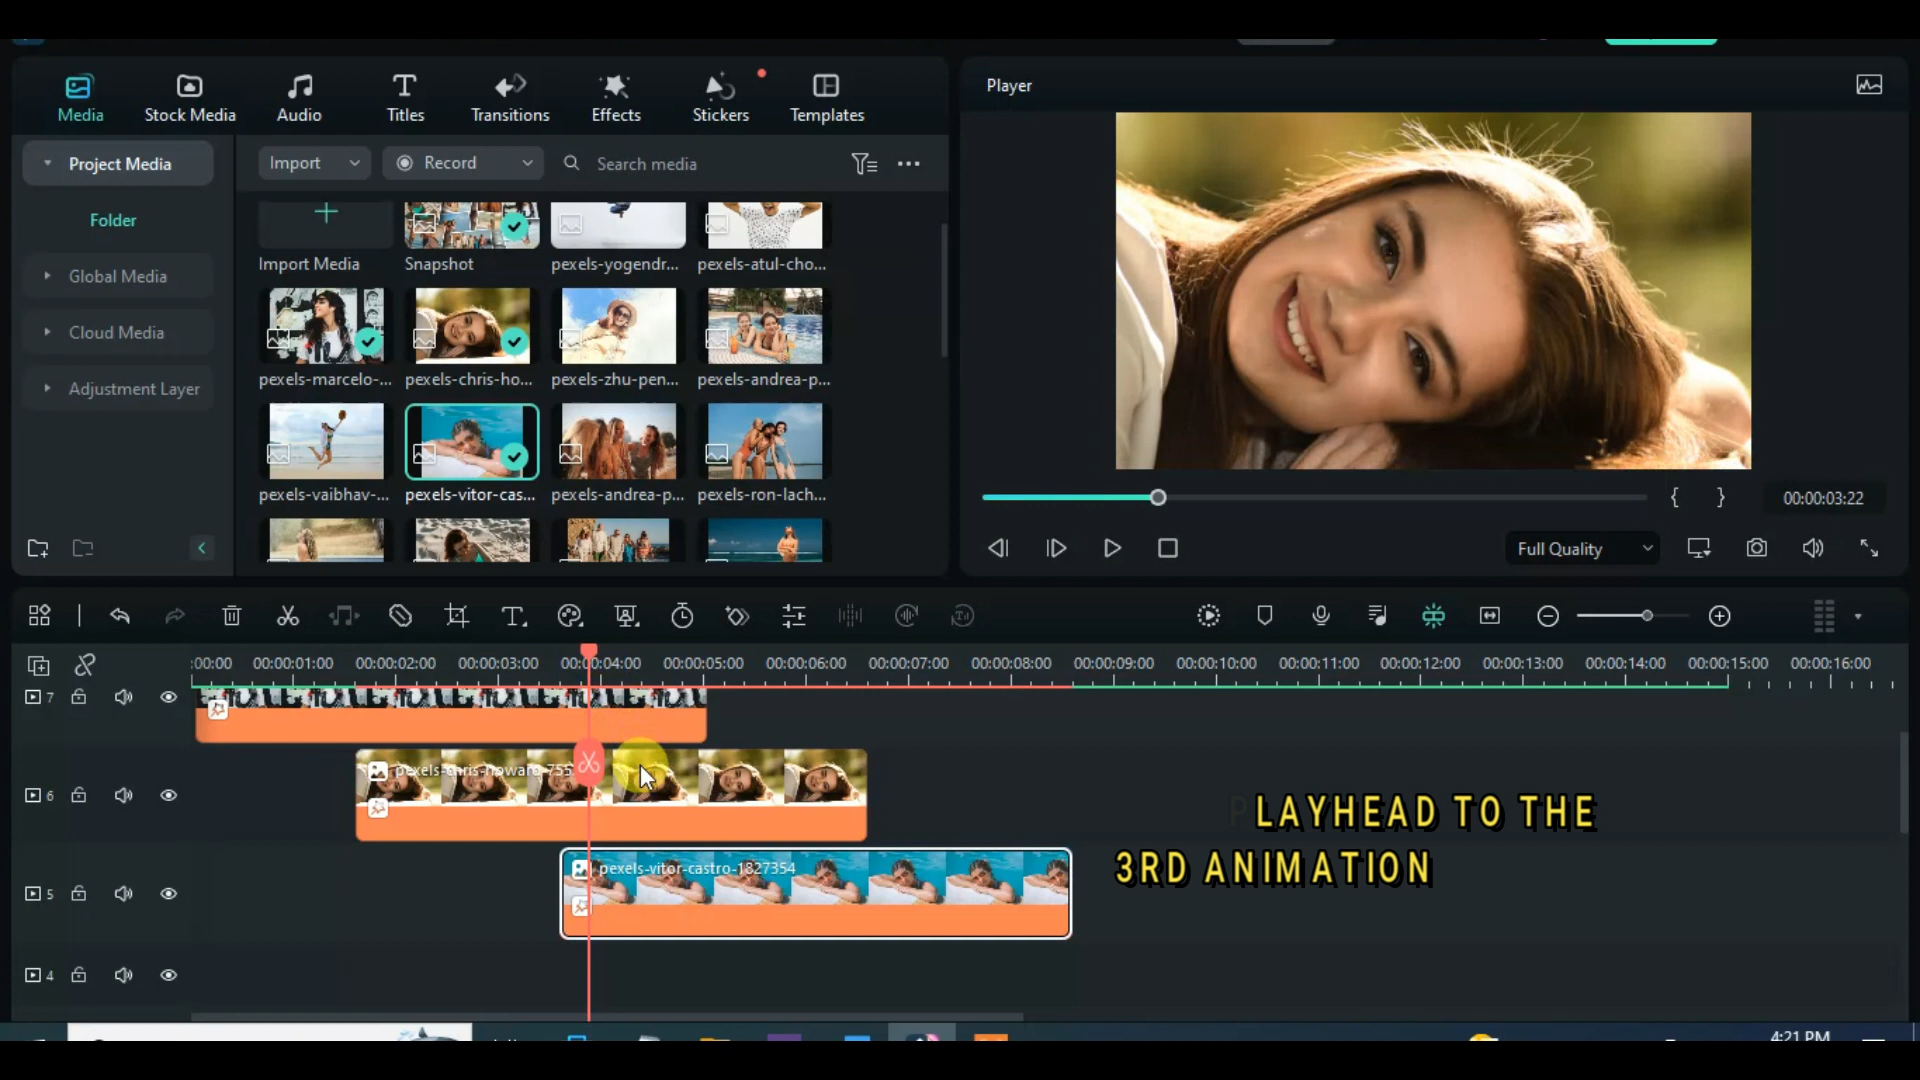 Media
Stock Media
Audio
Titles
Transitions
Effects
Stickers
Templates
Player
Project Media
Import
Record
Search media
Folder
Global Media
Cloud Media
Adjustment Layer
Import Media
Snapshot
pexels-yogendr...
pexels-atul-cho...
pexels-marcelo-...
pexels-chris-ho...
pexels-zhu-pen...
pexels-andrea-p...
pexels-vaibhav-...
pexels-vitor-cas...
pexels-andrea-p...
pexels-ron-lach...
{ } 00:00:03:22
Full Quality
:00:00 00:00:01:00 00:00:02:00 00:00:03:00 00:00:04:00 00:00:05:00 00:00:06:00 00:00:07:00 00:00:08:00 00:00:09:00 00:00:10:00 00:00:11:00 00:00:12:00 00:00:13:00 00:00:14:00 00:00:15:00 00:00:16:00
7
6
pexels-chris-howard-755
PLAYHEAD TO THE
3RD ANIMATION
5
pexels-vitor-castro-1827354
4
4:21 PM